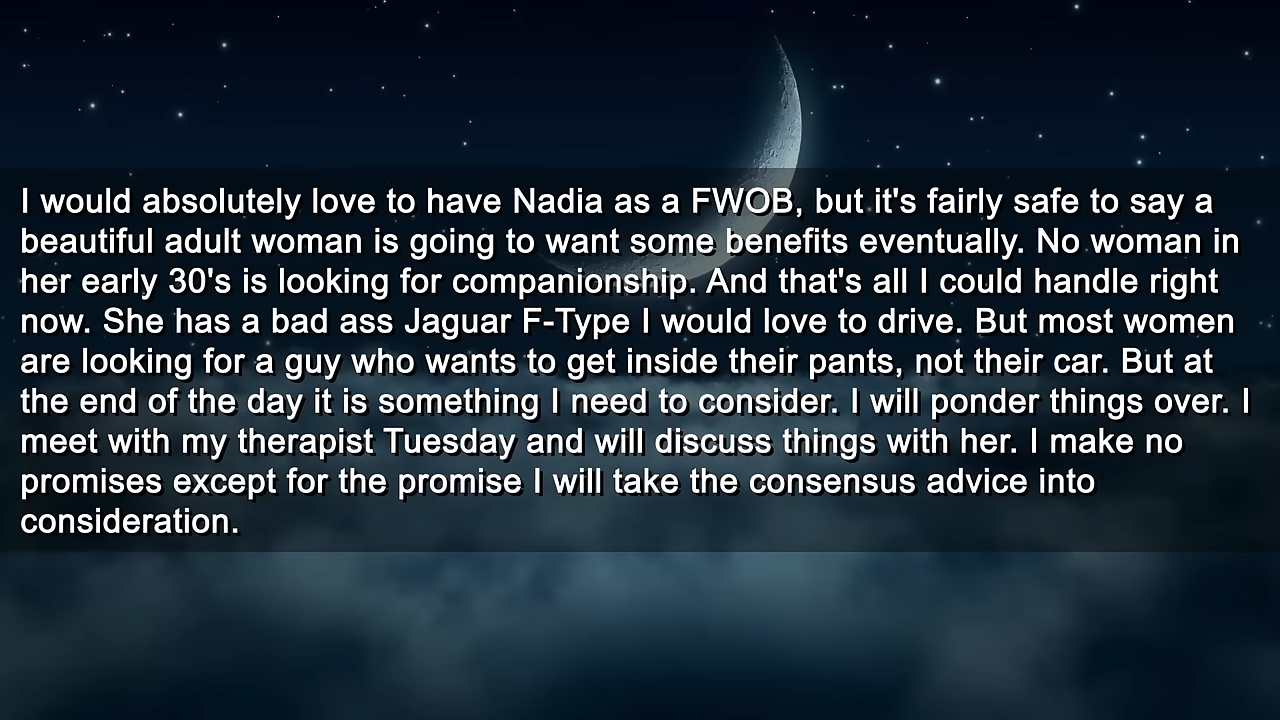 I would absolutely love to have Nadia as a FWOB, but it's fairly safe to say a
beautiful adult woman is going to want some benefits eventually. No woman in
her early 30's is looking for companionship. And that's all I could handle right
now. She has a bad ass Jaguar F-Type I would love to drive. But most women
are looking for a guy who wants to get inside their pants, not their car. But at
the end of the day it is something I need to consider. I will ponder things over. I
meet with my therapist Tuesday and will discuss things with her. I make no
promises except for the promise I will take the consensus advice into
consideration.